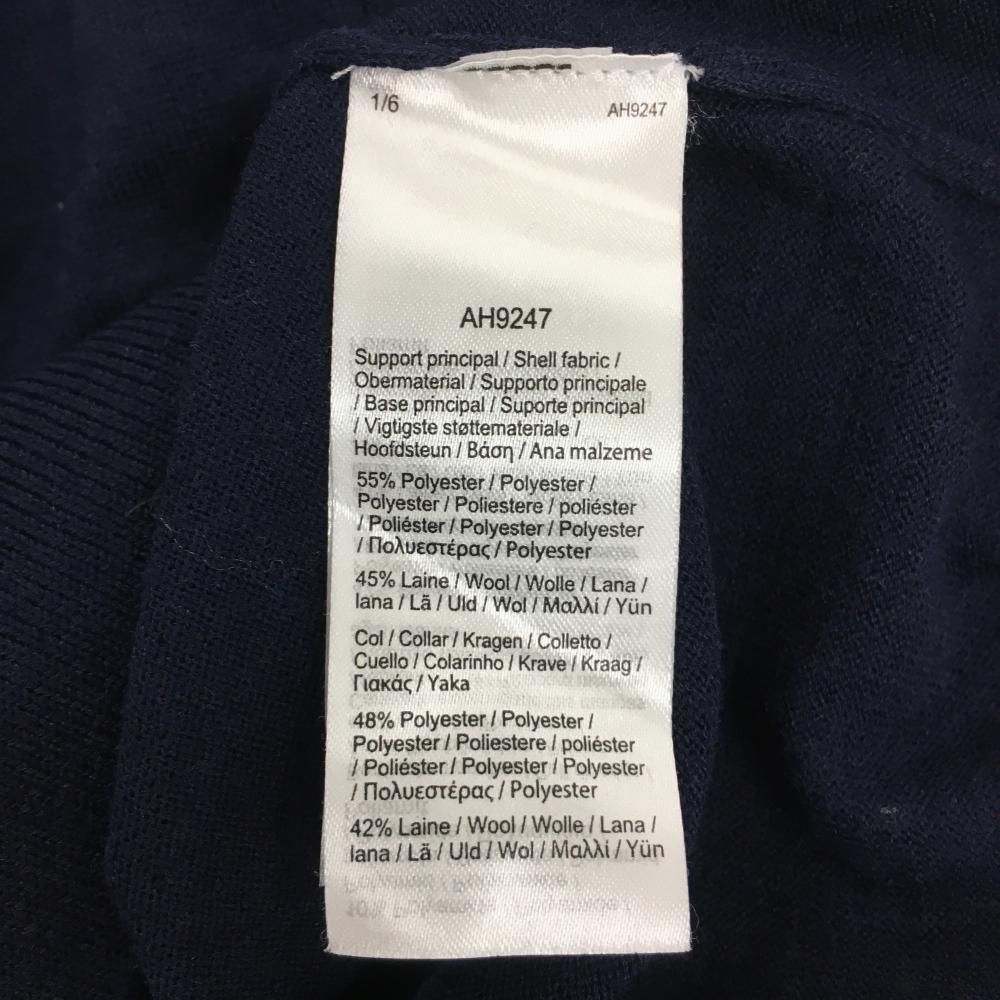 1/6
AH9247
AH9247
Support principal / Shell fabric /
Obermaterial / Supporto principale
/ Base principal / Suporte principal
/ Vigtigste støttemateriale /
Hoofdsteun / Βάση / Ana malzeme
55% Polyester / Polyester /
Polyester / Poliestere / poliéster
/ Poliéster / Polyester / Polyester
/ Πολυεστέρας / Polyester
45% Laine / Wool / Wolle / Lana /
lana / Lã / Uld / Wol / Μαλλί / Yün
Col / Collar / Kragen / Colletto /
Cuello / Colarinho / Krave / Kraag /
Γιακάς / Yaka
48% Polyester / Polyester /
Polyester / Poliestere / poliéster
/ Poliéster / Polyester / Polyester
/ Πολυεστέρας / Polyester
42% Laine / Wool / Wolle / Lana /
lana / Lã / Uld / Wol / Μαλλί / Yün